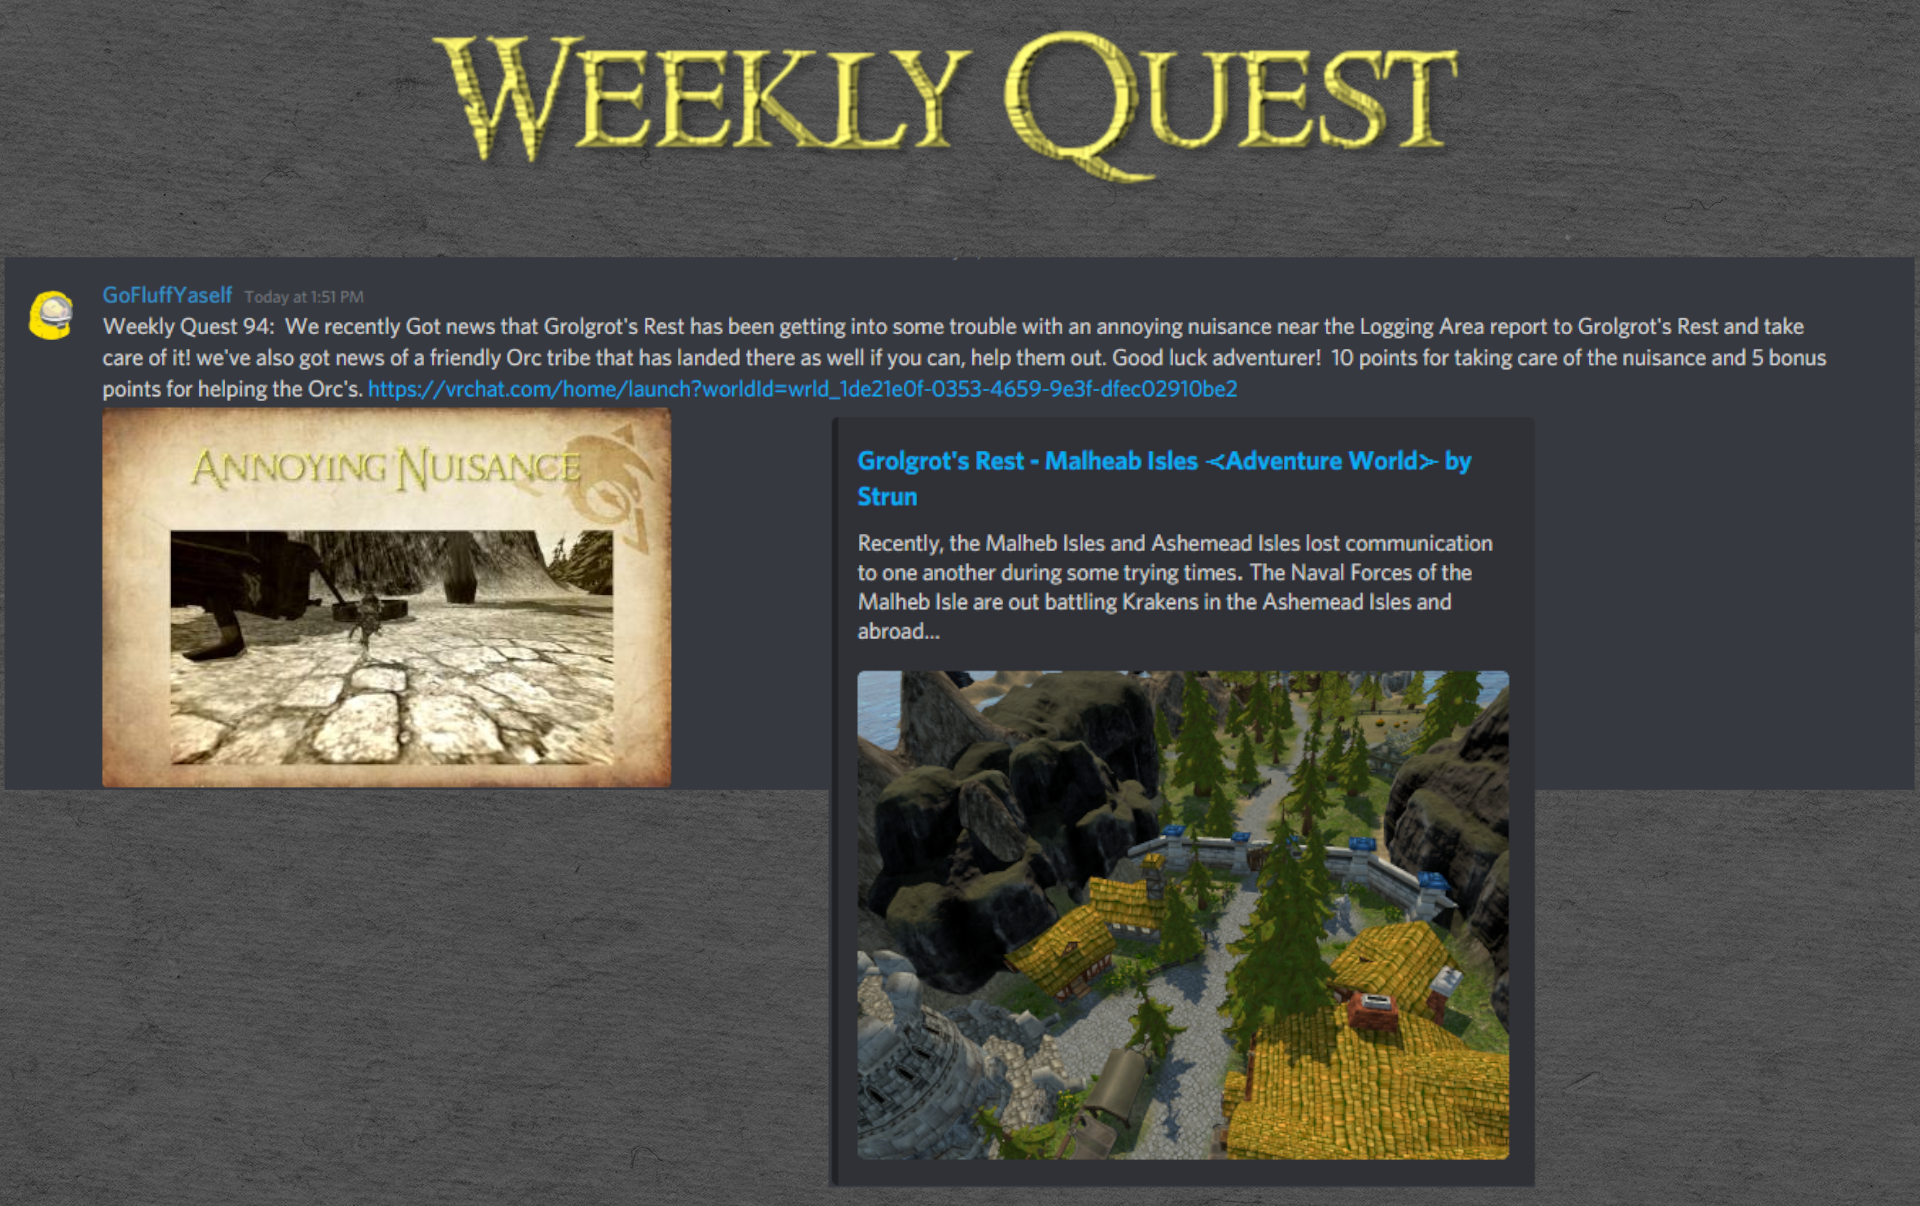 WEEKLY QUEST
GoFluffYaself Today at 1:51 PM
Weekly Quest 94:  We recently Got news that Grolgrot's Rest has been getting into some trouble with an annoying nuisance near the Logging Area report to Grolgrot's Rest and take
care of it! we've also got news of a friendly Orc tribe that has landed there as well if you can, help them out. Good luck adventurer!  10 points for taking care of the nuisance and 5 bonus
points for helping the Orc's. https://vrchat.com/home/launch?worldId=wrld_1de21e0f-0353-4659-9e3f-dfec02910be2
ANNOYING NUISANCE
Grolgrot's Rest - Malheab Isles ≺Adventure World≻ by
Strun
Recently, the Malheb Isles and Ashemead Isles lost communication
to one another during some trying times. The Naval Forces of the
Malheb Isle are out battling Krakens in the Ashemead Isles and
abroad...